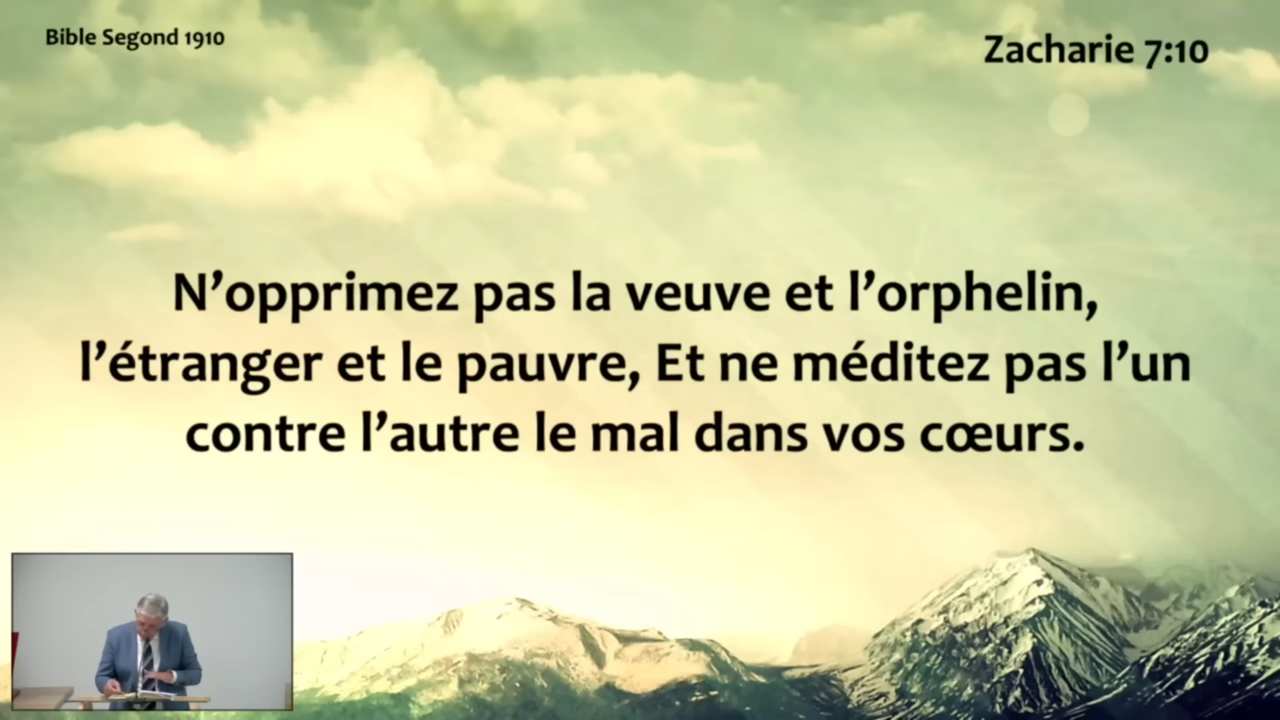 Bible Segond 1910
Zacharie 7:10
N’opprimez pas la veuve et l’orphelin,
l’étranger et le pauvre, Et ne méditez pas l’un
contre l’autre le mal dans vos cœurs.